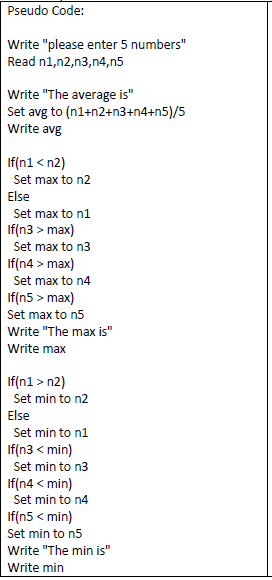 Pseudo Code:
Write "please enter 5 numbers"
Read n1,n2,n3,n4,n5
Write "The average is"
Set avg to (n1+n2+n3+n4+n5)/5
Write avg
If(n1 < n2)
Set max to n2
Else
Set max to n1
If(n3 > max)
Set max to n3
If(n4 > max)
Set max to n4
If(n5 > max)
Set max to n5
Write "The max is"
Write max
If(n1 > n2)
Set min to n2
Else
Set min to n1
If(n3 < min)
Set min to n3
If(n4 < min)
Set min to n4
If(n5 < min)
Set min to n5
Write "The min is"
Write min